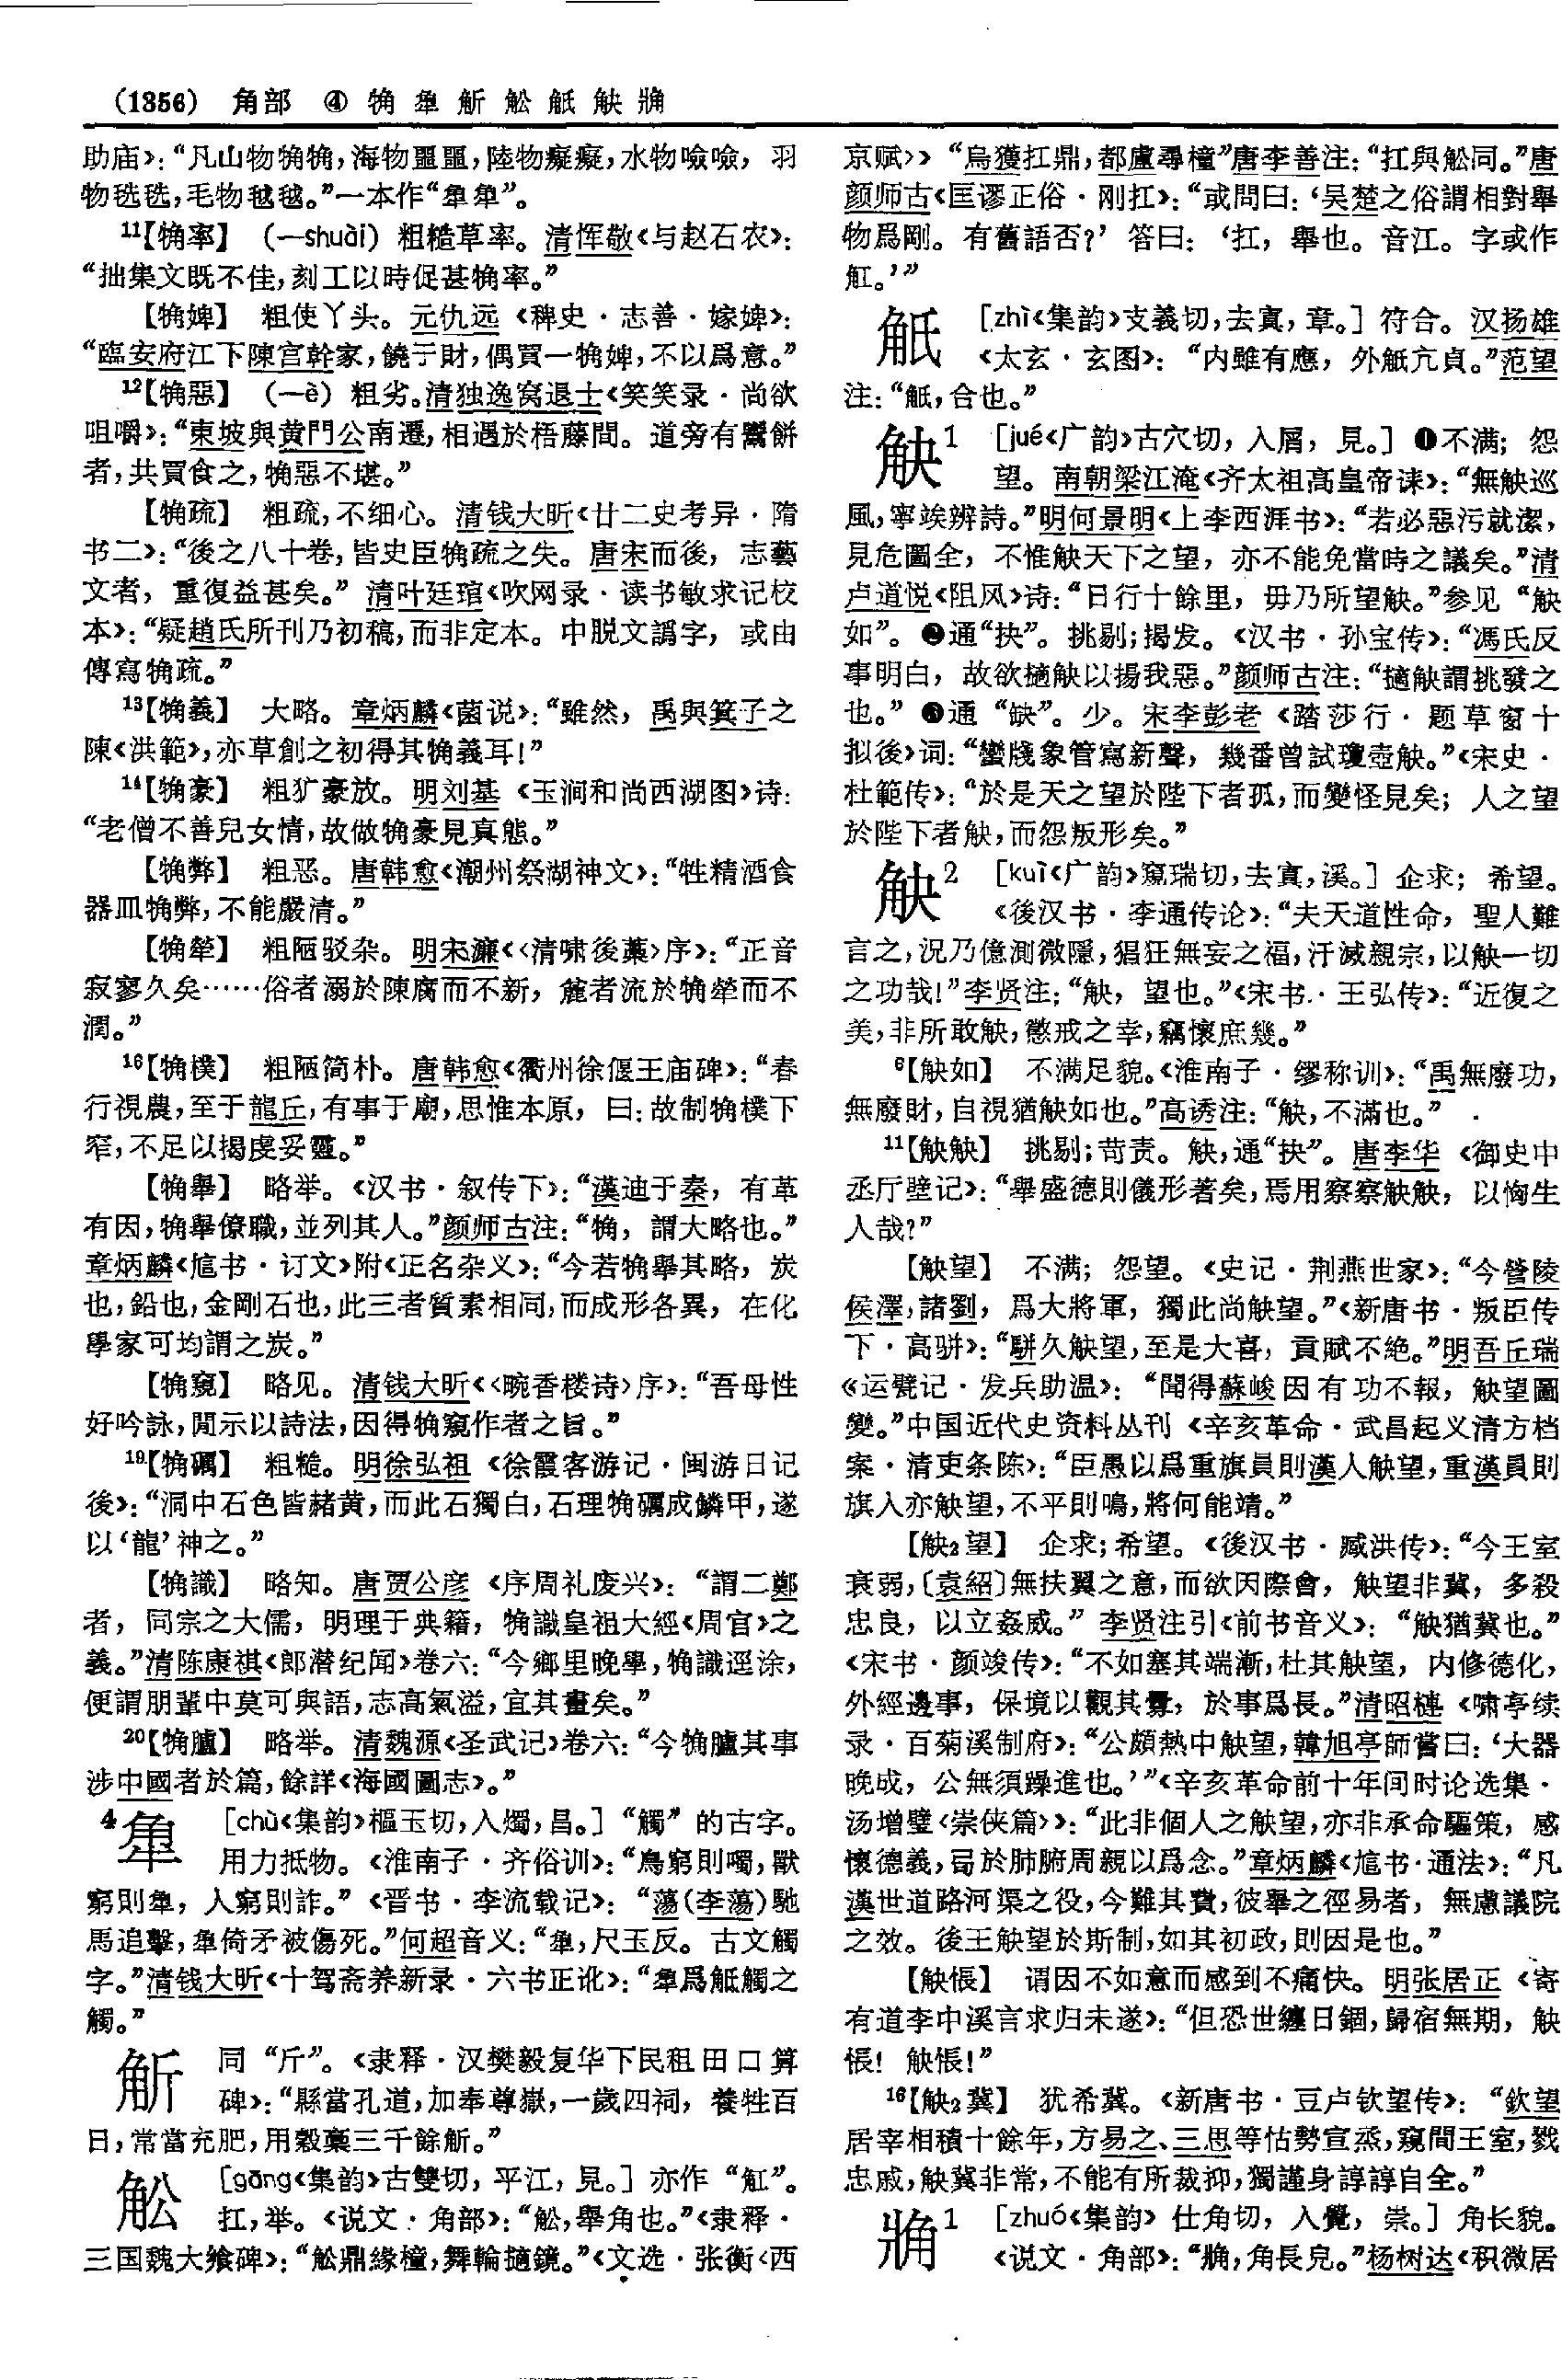 (1356) 角部 ④ 觕 觕 觓 舩 觗 觖 觘
助庙》：“凡山物觕觕，海物噩噩，陸物癡癡，水物噞噞，羽
物毨毨，毛物毬毬。”一本作“𧢼𧢼”。
11【觕率】 （—shuài）粗糙草率。清恽敬《与赵石农》：
“拙集文既不佳，刻工以時促甚觕率。”
【觕婢】 粗使丫头。元仇远《稗史·志善·嫁婢》：
“臨安府江下陳宫幹家，饒于財，偶買一觕婢，不以爲意。”
12【觕惡】 （—è）粗劣。清独逸窝退士《笑笑录·尚欲
咀嚼》：“東坡與黄門公南遷，相遇於梧藤間。道旁有鬻餅
者，共買食之，觕惡不堪。”
【觕疏】 粗疏，不细心。清钱大昕《廿二史考异·隋
书二》：“後之八十卷，皆史臣觕疏之失。唐宋而後，志藝
文者，重復益甚矣。”清叶廷琯《吹网录·读书敏求记校
本》：“疑趙氏所刊乃初稿，而非定本。中脱文譌字，或由
傳寫觕疏。”
13【觕義】 大略。章炳麟《菌说》：“雖然，禹與箕子之
陳《洪範》，亦草創之初得其觕義耳！”
14【觕豪】 粗犷豪放。明刘基《玉涧和尚西湖图》诗：
“老僧不善兒女情，故做觕豪見真態。”
【觕弊】 粗恶。唐韩愈《潮州祭湖神文》：“牲精酒食
器皿觕弊，不能嚴清。”
【觕犖】 粗陋驳杂。明宋濂《〈清啸後藁〉序》：“正音
寂寥久矣……俗者溺於陳腐而不新，麄者流於觕犖而不
潤。”
16【觕樸】 粗陋简朴。唐韩愈《衢州徐偃王庙碑》：“春
行視農，至于龍丘，有事于廟，思惟本原，曰：故制觕樸下
窄，不足以揭虔妥靈。”
【觕舉】 略举。《汉书·叙传下》：“漢迪于秦，有革
有因，觕舉僚職，並列其人。”颜师古注：“觕，謂大略也。”
章炳麟《訄书·订文》附《正名杂义》：“今若觕舉其略，炭
也，鉛也，金剛石也，此三者質素相同，而成形各異，在化
學家可均謂之炭。”
【觕窺】 略见。清钱大昕《〈畹香楼诗〉序》：“吾母性
好吟詠，閒示以詩法，因得觕窺作者之旨。”
19【觕礪】 粗糙。明徐弘祖《徐霞客游记·闽游日记
後》：“洞中石色皆赭黄，而此石獨白，石理觕礪成鱗甲，遂
以‘龍’神之。”
【觕識】 略知。唐贾公彦《序周礼废兴》：“謂二鄭
者，同宗之大儒，明理于典籍，觕識皇祖大經《周官》之
義。”清陈康祺《郎潜纪闻》卷六：“今鄉里晚學，觕識逕涂，
便謂朋輩中莫可與語，志高氣溢，宜其畫矣。”
20【觕臚】 略举。清魏源《圣武记》卷六：“今觕臚其事
涉中國者於篇，餘詳《海國圖志》。”
4𧢼 ［chù《集韵》樞玉切，入燭，昌。］“觸”的古字。
用力抵物。《淮南子·齐俗训》：“鳥窮則噣，獸
窮則𧢼，人窮則詐。”《晋书·李流载记》：“蕩（李蕩）馳
馬追擊，𧢼倚矛被傷死。”何超音义：“𧢼，尺玉反。古文觸
字。”清钱大昕《十驾斋养新录·六书正讹》：“𧢼爲觝觸之
觸。”
䚅 同“斤”。《隶释·汉樊毅复华下民租田口算
碑》：“縣當孔道，加奉尊嶽，一歲四祠，養牲百
日，常當充肥，用穀藁三千餘䚅。”
舩 ［gāng《集韵》古雙切，平江，見。］亦作“舡”。
扛，举。《说文·角部》：“舩，舉角也。”《隶释·
三国魏大飨碑》：“舩鼎緣橦，舞輪擿鏡。”《文选·张衡〈西
京赋〉》“烏獲扛鼎，都盧尋橦”唐李善注：“扛與舩同。”唐
颜师古《匡谬正俗·刚扛》：“或問曰：‘吴楚之俗謂相對舉
物爲剛。有舊語否？’答曰：‘扛，舉也。音江。字或作
舡。’”
觗 ［zhì《集韵》支義切，去寘，章。］符合。汉扬雄
《太玄·玄图》：“内雖有應，外觗亢貞。”范望
注：“觗，合也。”
觖1 ［jué《广韵》古穴切，入屑，見。］❶不满；怨
望。南朝梁江淹《齐太祖高皇帝诔》：“無觖巡
風，寧竢辨詩。”明何景明《上李西涯书》：“若必惡污就潔，
見危圖全，不惟觖天下之望，亦不能免當時之議矣。”清
卢道悦《阻风》诗：“日行十餘里，毋乃所望觖。”参见“觖
如”。❷通“抉”。挑剔；揭发。《汉书·孙宝传》：“馮氏反
事明白，故欲擿觖以揚我惡。”颜师古注：“擿觖謂挑發之
也。”❸通“缺”。少。宋李彭老《踏莎行·题草窗十
拟後》词：“蠻牋象管寫新聲，幾番曾試瓊壺觖。”《宋史·
杜範传》：“於是天之望於陛下者孤，而變怪見矣；人之望
於陛下者觖，而怨叛形矣。”
觖2 ［kuì《广韵》窺瑞切，去寘，溪。］企求；希望。
《後汉书·李通传论》：“夫天道性命，聖人難
言之，況乃億測微隱，猖狂無妄之福，汙滅親宗，以觖一切
之功哉！”李贤注：“觖，望也。”《宋书·王弘传》：“近復之
美，非所敢觖，懲戒之幸，竊懷庶幾。”
6【觖如】 不满足貌。《淮南子·缪称训》：“禹無廢功，
無廢財，自視猶觖如也。”高诱注：“觖，不滿也。”
11【觖觖】 挑剔；苛责。觖，通“抉”。唐李华《御史中
丞厅壁记》：“舉盛德則儀形著矣，焉用察察觖觖，以恟生
人哉？”
【觖望】 不满；怨望。《史记·荆燕世家》：“今營陵
侯澤，諸劉，爲大將軍，獨此尚觖望。”《新唐书·叛臣传
下·高骈》：“駢久觖望，至是大喜，貢賦不絶。”明吾丘瑞
《运甓记·发兵助温》：“聞得蘇峻因有功不報，觖望圖
變。”中国近代史资料丛刊《辛亥革命·武昌起义清方档
案·清吏条陈》：“臣愚以爲重旗員則漢人觖望，重漢員則
旗人亦觖望，不平則鳴，將何能靖。”
【觖2望】 企求；希望。《後汉书·臧洪传》：“今王室
衰弱，〔袁紹〕無扶翼之意，而欲因際會，觖望非冀，多殺
忠良，以立姦威。”李贤注引《前书音义》：“觖猶冀也。”
《宋书·颜竣传》：“不如塞其端漸，杜其觖望，内修德化，
外經邊事，保境以觀其釁，於事爲長。”清昭槤《啸亭续
录·百菊溪制府》：“公頗熱中觖望，韓旭亭師嘗曰：‘大器
晚成，公無須躁進也。’”《辛亥革命前十年间时论选集·
汤增璧〈崇侠篇〉》：“此非個人之觖望，亦非承命驅策，感
懷德義，哥於肺腑周親以爲念。”章炳麟《訄书·通法》：“凡
漢世道路河渠之役，今難其費，彼舉之徑易者，無慮議院
之效。後王觖望於斯制，如其初政，則因是也。”
【觖悵】 谓因不如意而感到不痛快。明张居正《寄
有道李中溪言求归未遂》：“但恐世纏日錮，歸宿無期，觖
悵！觖悵！”
16【觖2冀】 犹希冀。《新唐书·豆卢钦望传》：“欽望
居宰相積十餘年，方易之、三思等怙勢宣烝，窺間王室，戮
忠戚，觖冀非常，不能有所裁抑，獨謹身諄諄自全。”
1 ［zhuó《集韵》仕角切，入覺，崇。］角长貌。
《说文·角部》：“，角長皃。”杨树达《积微居